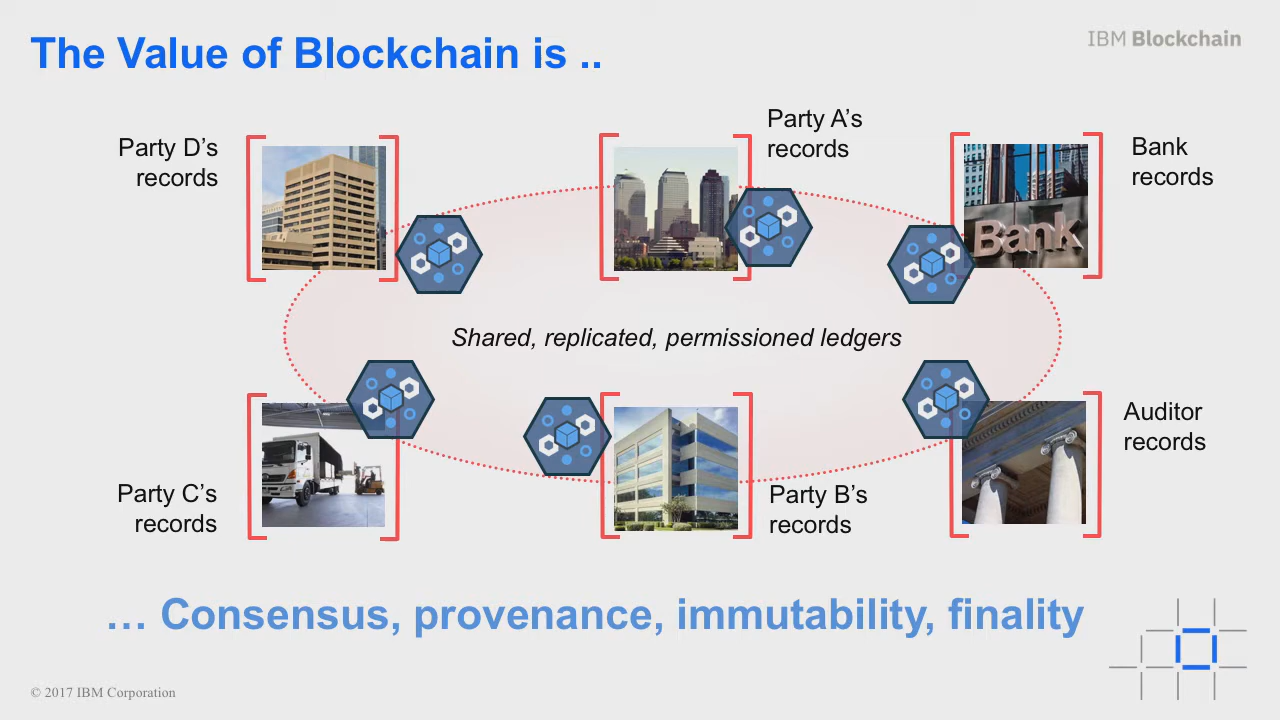 The Value of Blockchain is ..
IBM Blockchain
Party D’s
records
Party A’s
records
Bank
records
Bank
Shared, replicated, permissioned ledgers
Party C’s
records
Party B’s
records
Auditor
records
… Consensus, provenance, immutability, finality
© 2017 IBM Corporation